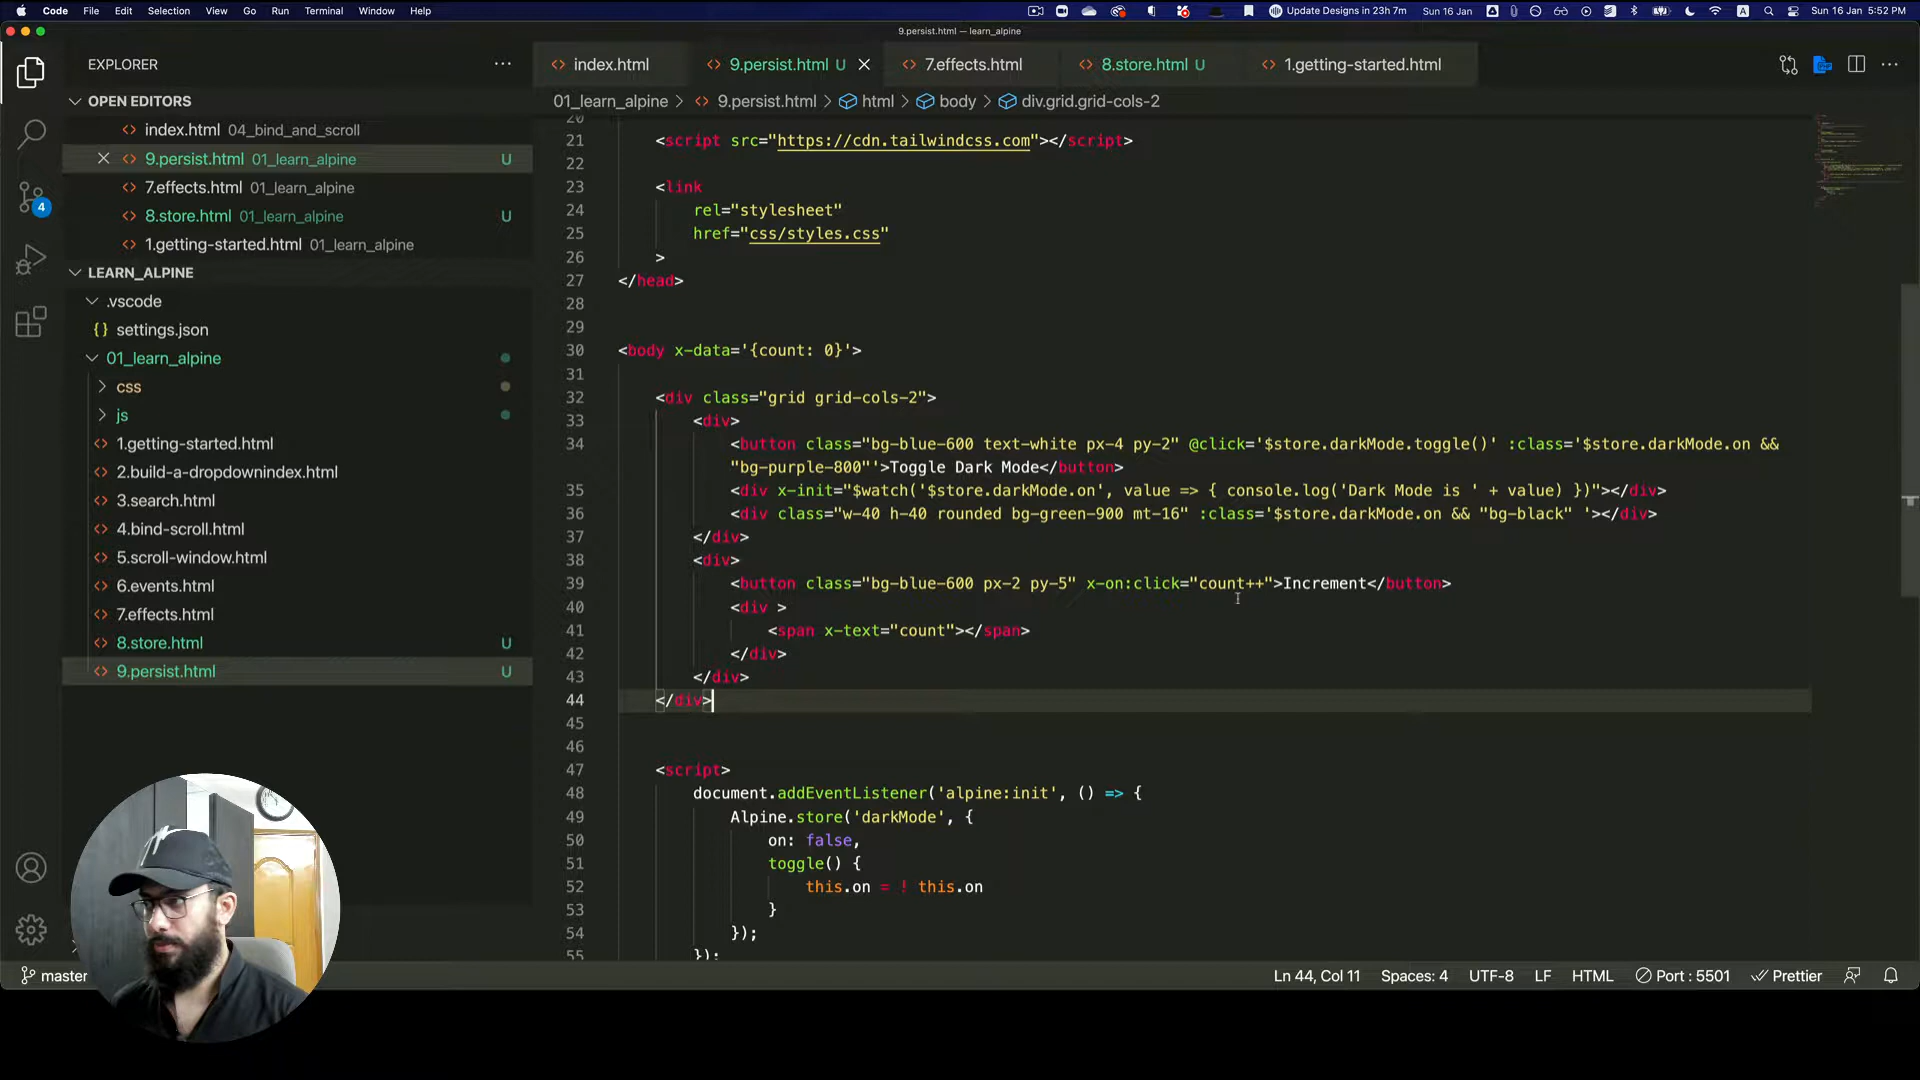 Code File Edit Selection View Go Run Terminal Window Help Update Designs in 23h 7m Sun 16 Jan Sun 16 Jan 5:52 PM
9.persist.html — learn_alpine
EXPLORER
index.html 9.persist.html U 7.effects.html 8.store.html U 1.getting-started.html
OPEN EDITORS
01_learn_alpine > 9.persist.html > html > body > div.grid.grid-cols-2
index.html 04_bind_and_scroll
9.persist.html 01_learn_alpine U
7.effects.html 01_learn_alpine
8.store.html 01_learn_alpine U
1.getting-started.html 01_learn_alpine
LEARN_ALPINE
.vscode
settings.json
01_learn_alpine
css
js
1.getting-started.html
2.build-a-dropdownindex.html
3.search.html
4.bind-scroll.html
5.scroll-window.html
6.events.html
7.effects.html
8.store.html U
9.persist.html U
4
20
21 <script src="https://cdn.tailwindcss.com"></script>
22
23 <link
24 rel="stylesheet"
25 href="css/styles.css"
26 >
27 </head>
28
29
30 <body x-data='{count: 0}'>
31
32 <div class="grid grid-cols-2">
33 <div>
34 <button class="bg-blue-600 text-white px-4 py-2" @click='$store.darkMode.toggle()' :class='$store.darkMode.on &&
"bg-purple-800"'>Toggle Dark Mode</button>
35 <div x-init="$watch('$store.darkMode.on', value => { console.log('Dark Mode is ' + value) })"></div>
36 <div class="w-40 h-40 rounded bg-green-900 mt-16" :class='$store.darkMode.on && "bg-black" '></div>
37 </div>
38 <div>
39 <button class="bg-blue-600 px-2 py-5" x-on:click="count++">Increment</button>
40 <div >
41 <span x-text="count"></span>
42 </div>
43 </div>
44 </div>
45
46
47 <script>
48 document.addEventListener('alpine:init', () => {
49 Alpine.store('darkMode', {
50 on: false,
51 toggle() {
52 this.on = ! this.on
53 }
54 });
55 });
master Ln 44, Col 11 Spaces: 4 UTF-8 LF HTML Port : 5501 Prettier